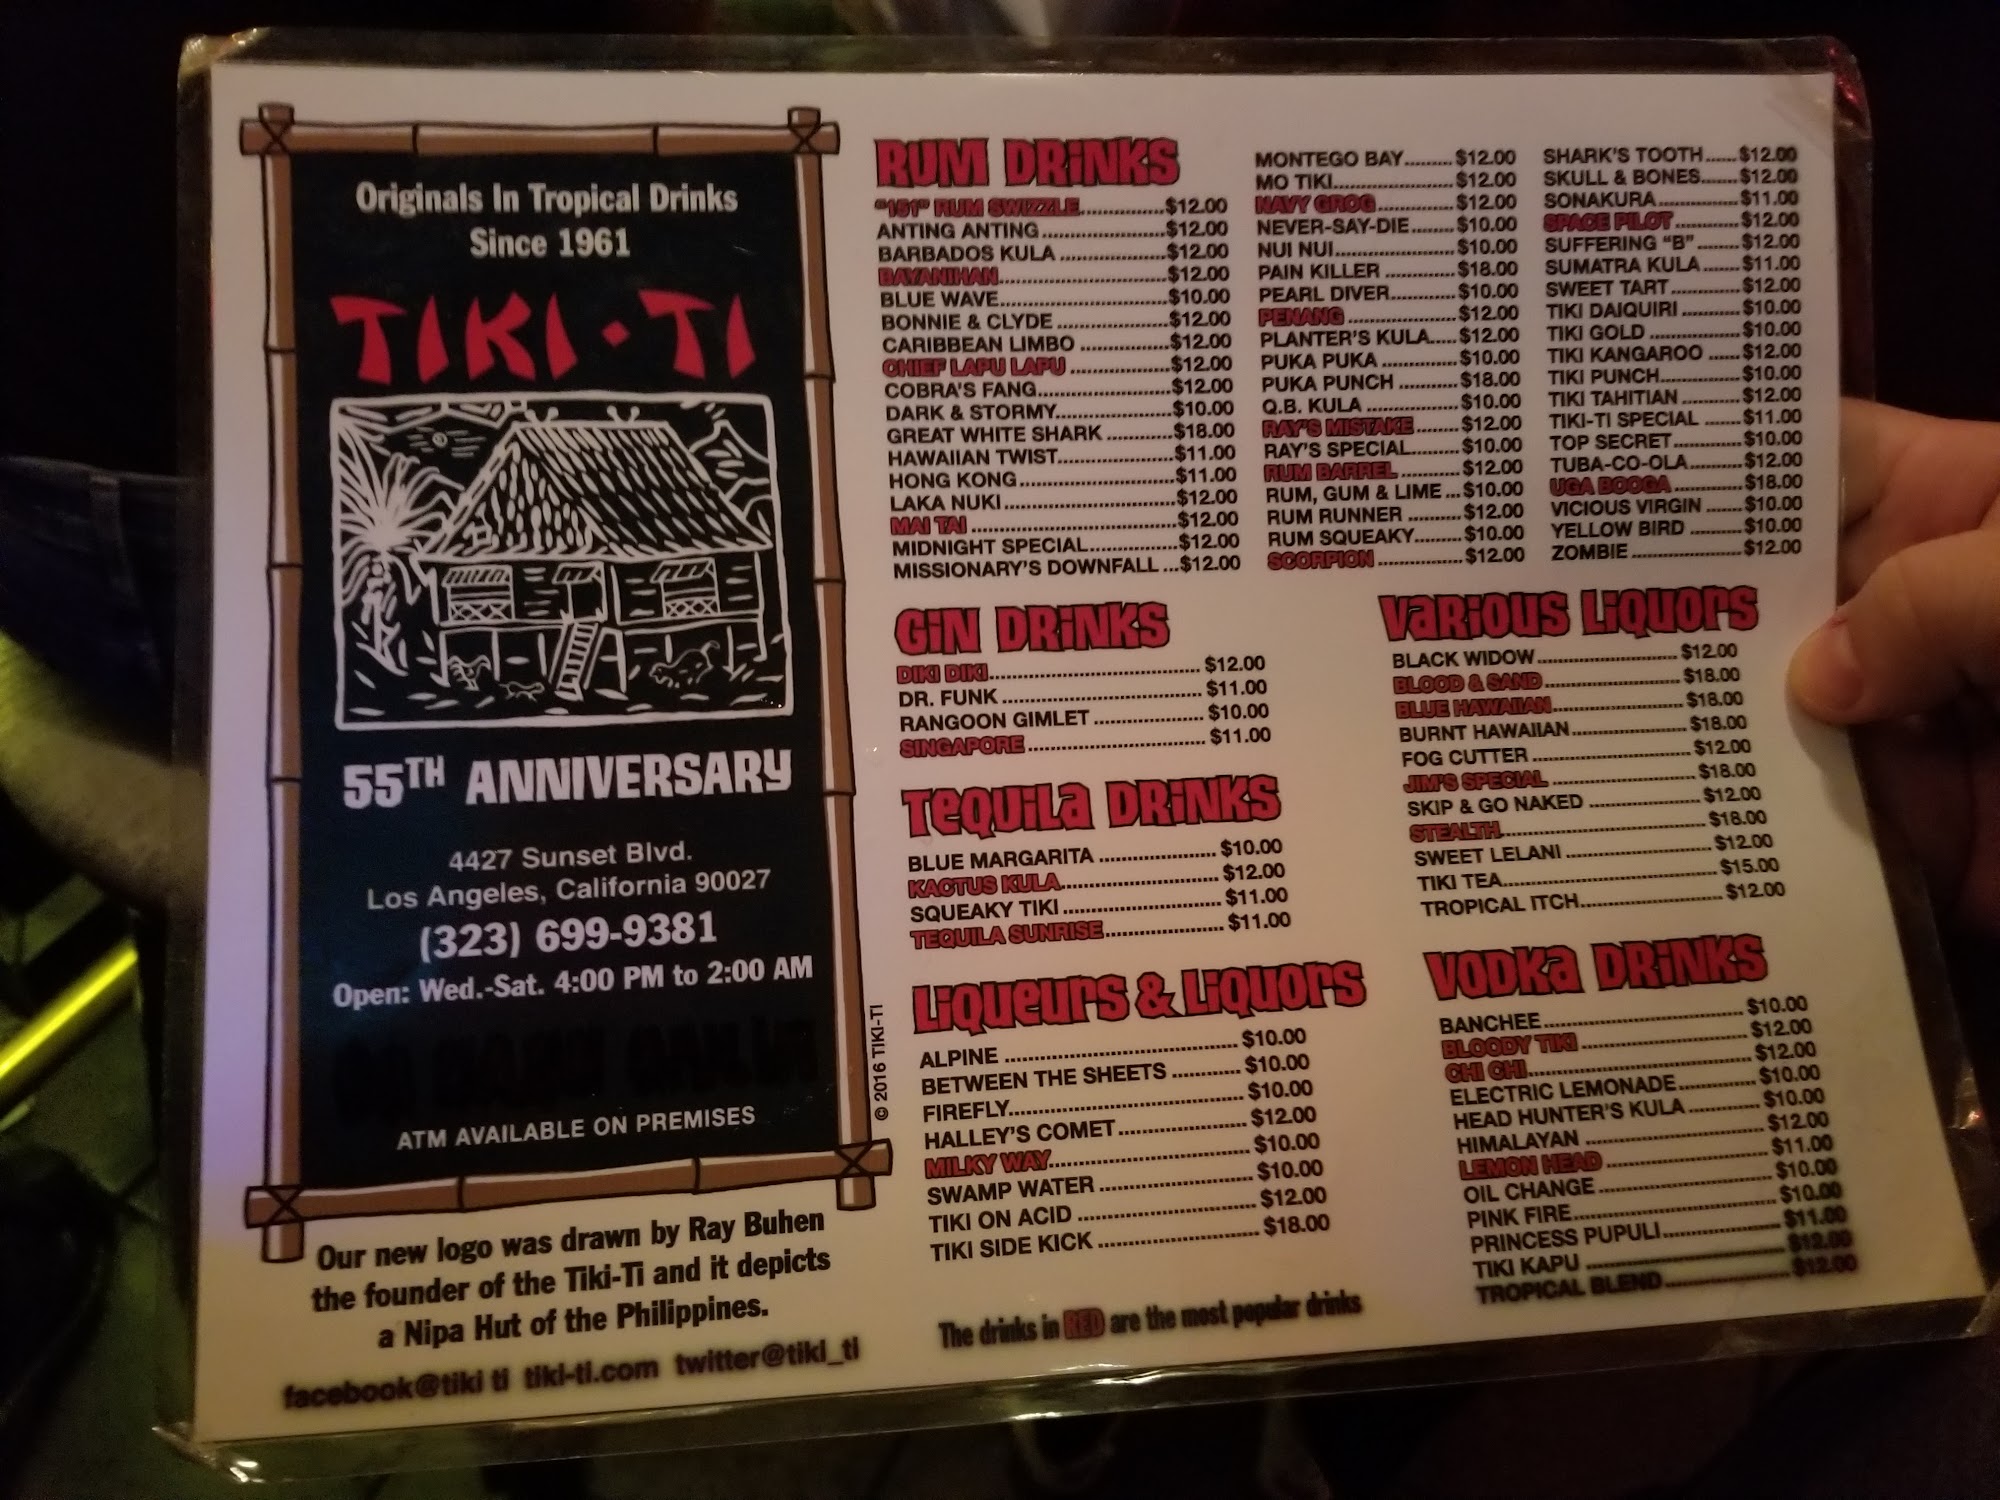 Originals In Tropical Drinks
Since 1961
TIKI•TI
55TH ANNIVERSARY
4427 Sunset Blvd.
Los Angeles, California 90027
(323) 699-9381
Open: Wed.-Sat. 4:00 PM to 2:00 AM
ATM AVAILABLE ON PREMISES
© 2016 TIKI-TI
Our new logo was drawn by Ray Buhen
the founder of the Tiki-Ti and it depicts
a Nipa Hut of the Philippines.
facebook@tiki ti tiki-ti.com twitter@tiki_ti
RUM DRINKS
"151" RUM SWIZZLE..............$12.00
ANTING ANTING......................$12.00
BARBADOS KULA....................$12.00
BAYANIHAN............................$12.00
BLUE WAVE............................$10.00
BONNIE & CLYDE...................$12.00
CARIBBEAN LIMBO................$12.00
CHIEF LAPU LAPU..................$12.00
COBRA'S FANG......................$12.00
DARK & STORMY...................$10.00
GREAT WHITE SHARK............$18.00
HAWAIIAN TWIST...................$11.00
HONG KONG..........................$11.00
LAKA NUKI.............................$12.00
MAI TAI..................................$12.00
MIDNIGHT SPECIAL...............$12.00
MISSIONARY'S DOWNFALL...$12.00
MONTEGO BAY.........$12.00
MO TIKI.......................$12.00
NAVY GROG...............$12.00
NEVER-SAY-DIE.........$10.00
NUI NUI.......................$10.00
PAIN KILLER..............$18.00
PEARL DIVER.............$10.00
PENANG.....................$12.00
PLANTER'S KULA.....$12.00
PUKA PUKA...............$10.00
PUKA PUNCH............$18.00
Q.B. KULA..................$10.00
RAY'S MISTAKE.........$12.00
RAY'S SPECIAL..........$10.00
RUM BARREL............$12.00
RUM, GUM & LIME...$10.00
RUM RUNNER...........$12.00
RUM SQUEAKY.........$10.00
SCORPION.................$12.00
SHARK'S TOOTH......$12.00
SKULL & BONES.......$12.00
SONAKURA................$11.00
SPACE PILOT.............$12.00
SUFFERING "B"........$12.00
SUMATRA KULA.......$11.00
SWEET TART.............$12.00
TIKI DAIQUIRI............$10.00
TIKI GOLD..................$10.00
TIKI KANGAROO......$12.00
TIKI PUNCH...............$10.00
TIKI TAHITIAN............$12.00
TIKI-TI SPECIAL.......$11.00
TOP SECRET.............$10.00
TUBA-CO-OLA..........$12.00
UGA BOOGA.............$18.00
VICIOUS VIRGIN.......$10.00
YELLOW BIRD..........$10.00
ZOMBIE.....................$12.00
GIN DRINKS
DIKI DIKI.................................$12.00
DR. FUNK...............................$11.00
RANGOON GIMLET...............$10.00
SINGAPORE...........................$11.00
TEQUILA DRINKS
BLUE MARGARITA................$10.00
KACTUS KULA......................$12.00
SQUEAKY TIKI......................$11.00
TEQUILA SUNRISE................$11.00
LIQUEURS & LIQUORS
ALPINE.................................$10.00
BETWEEN THE SHEETS.........$10.00
FIREFLY................................$10.00
HALLEY'S COMET.................$12.00
MILKY WAY...........................$10.00
SWAMP WATER....................$10.00
TIKI ON ACID.......................$12.00
TIKI SIDE KICK....................$18.00
VARIOUS LIQUORS
BLACK WIDOW.....................$12.00
BLOOD & SAND...................$18.00
BLUE HAWAIIAN..................$18.00
BURNT HAWAIIAN...............$18.00
FOG CUTTER......................$12.00
JIM'S SPECIAL....................$18.00
SKIP & GO NAKED..............$12.00
STEALTH.............................$18.00
SWEET LELANI...................$12.00
TIKI TEA..............................$15.00
TROPICAL ITCH...................$12.00
VODKA DRINKS
BANCHEE............................$10.00
BLOODY TIKI.......................$12.00
CHI CHI...............................$12.00
ELECTRIC LEMONADE.........$10.00
HEAD HUNTER'S KULA........$10.00
HIMALAYAN........................$12.00
LEMON HEAD.....................$11.00
OIL CHANGE......................$10.00
PINK FIRE..........................$10.00
PRINCESS PUPULI..............$11.00
TIKI KAPU..........................$12.00
TROPICAL BLEND...............$12.00
The drinks in RED are the most popular drinks